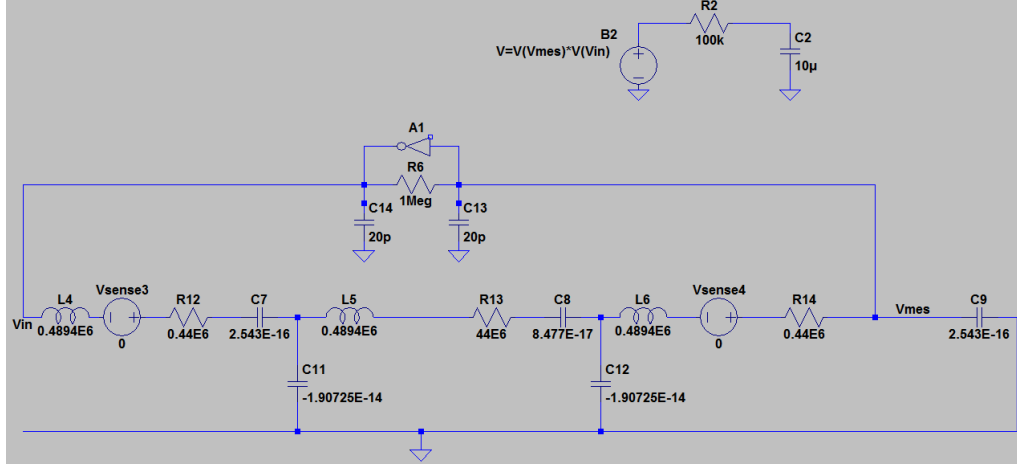 R2
100k
C2
10µ
B2
V=V(Vmes)*V(Vin)
A1
R6
1Meg
C14
20p
C13
20p
Vin
L4
0.4894E6
Vsense3
0
R12
0.44E6
C7
2.543E-16
L5
0.4894E6
R13
44E6
C8
8.477E-17
L6
0.4894E6
Vsense4
0
R14
0.44E6
Vmes
C9
2.543E-16
C11
-1.90725E-14
C12
-1.90725E-14